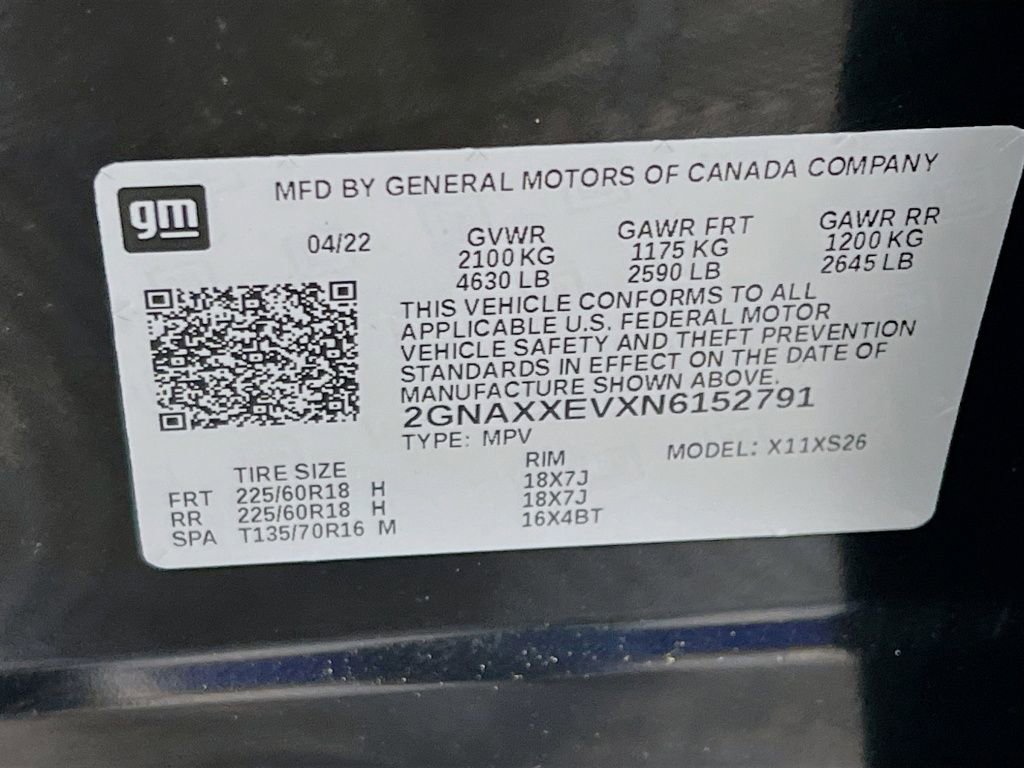 gm
MFD BY GENERAL MOTORS OF CANADA COMPANY
04/22
GVWR
2100 KG
4630 LB
GAWR FRT
1175 KG
2590 LB
GAWR RR
1200 KG
2645 LB
THIS VEHICLE CONFORMS TO ALL
APPLICABLE U.S. FEDERAL MOTOR
VEHICLE SAFETY AND THEFT PREVENTION
STANDARDS IN EFFECT ON THE DATE OF
MANUFACTURE SHOWN ABOVE.
2GNAXXEVXN6152791
TYPE: MPV
MODEL: X11XS26
TIRE SIZE RIM
FRT 225/60R18 H 18X7J
RR 225/60R18 H 18X7J
SPA T135/70R16 M 16X4BT